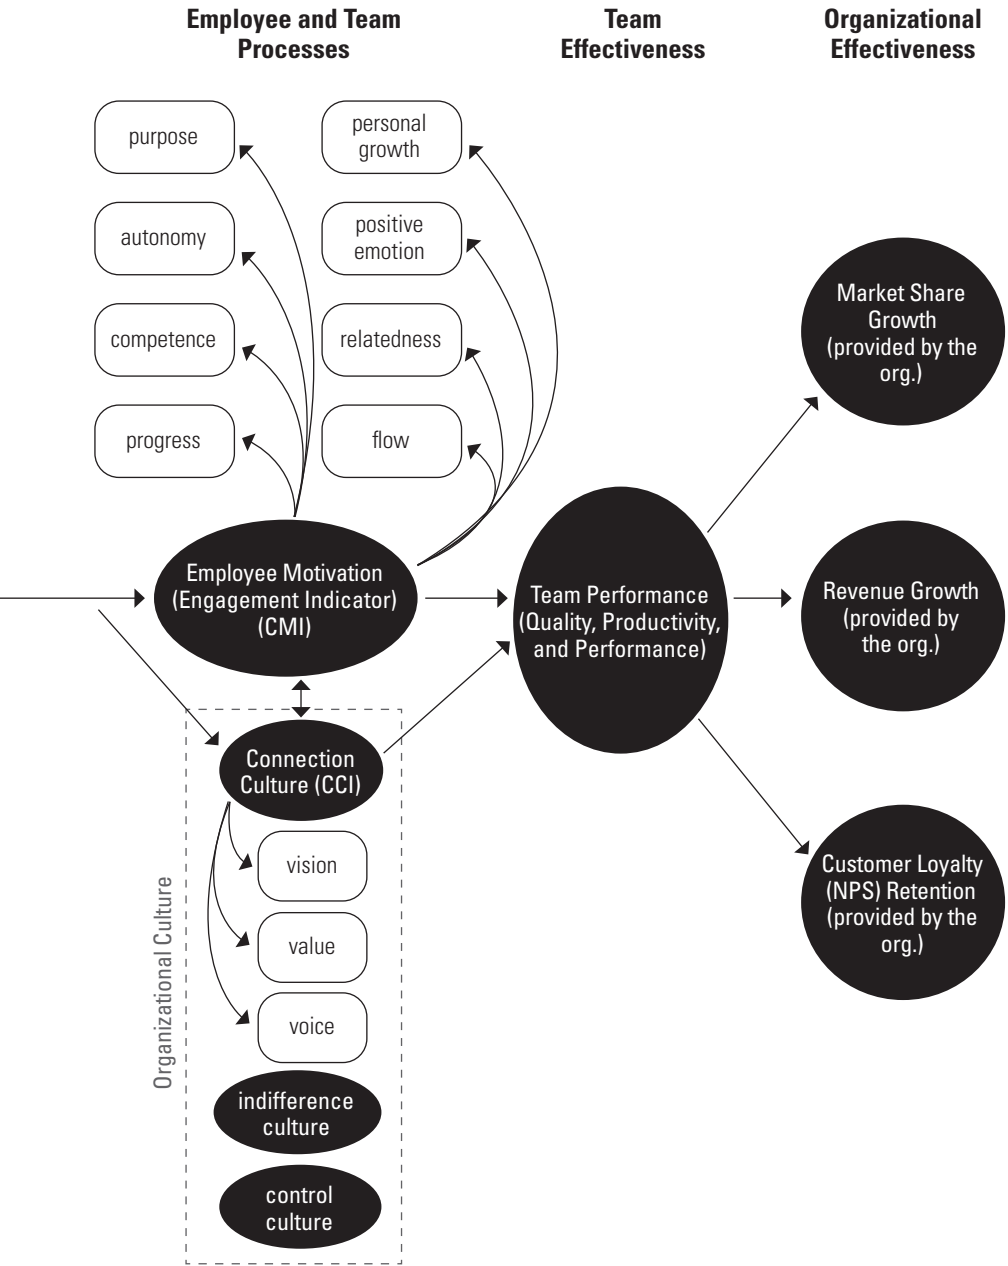 Employee and Team
Processes
Team
Effectiveness
Organizational
Effectiveness
purpose
personal
growth
autonomy
positive
emotion
competence
relatedness
progress
flow
Employee Motivation
(Engagement Indicator)
(CMI)
Connection
Culture (CCI)
vision
value
voice
indifference
culture
control
culture
Organizational Culture
Team Performance
(Quality, Productivity,
and Performance)
Market Share
Growth
(provided by the
org.)
Revenue Growth
(provided by
the org.)
Customer Loyalty
(NPS) Retention
(provided by the
org.)